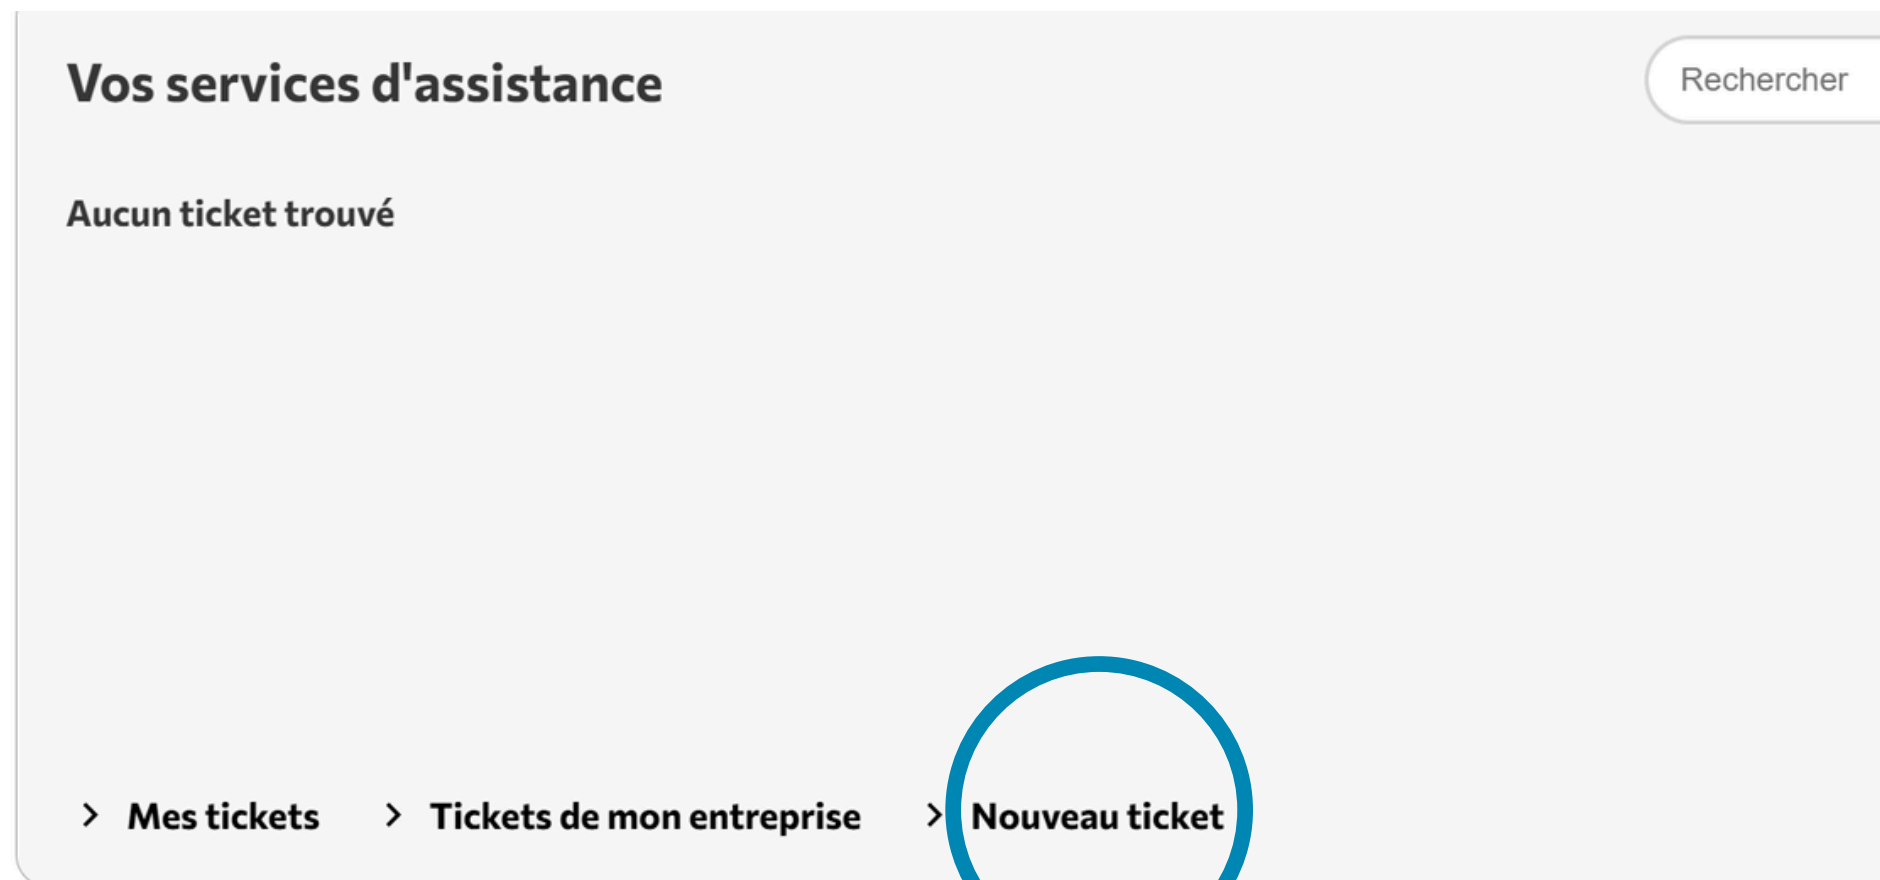 Vos services d'assistance
Rechercher
Aucun ticket trouvé
Mes tickets
Tickets de mon entreprise
Nouveau ticket